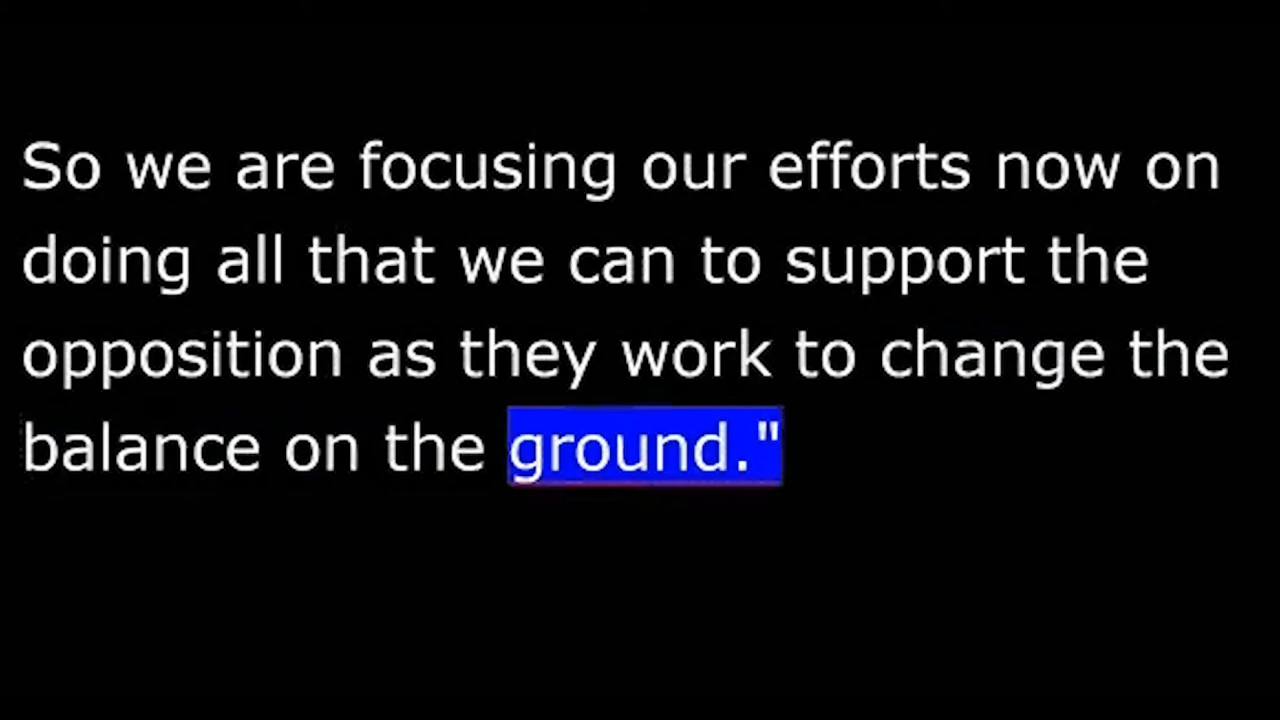 So we are focusing our efforts now on
doing all that we can to support the
opposition as they work to change the
balance on the ground."